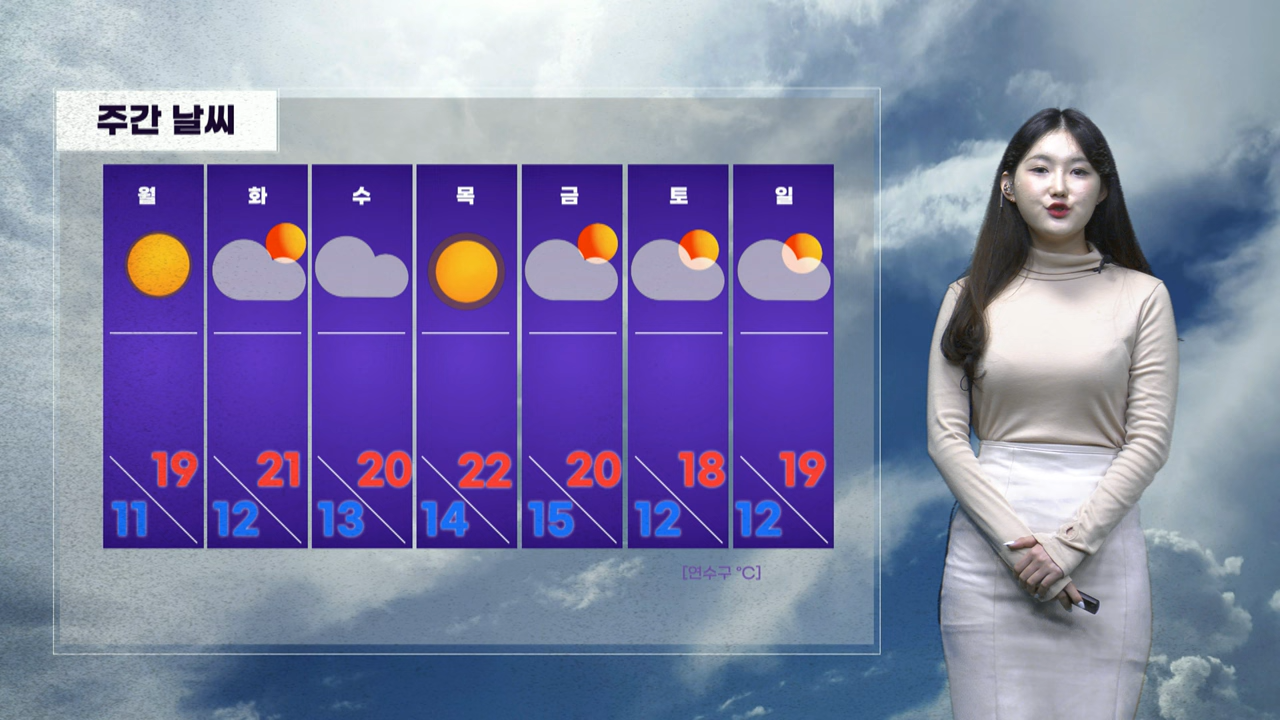 주간 날씨
월 화 수 목 금 토 일
19 21 20 22 20 18 19
11 12 13 14 15 12 12
[연수구 ℃]